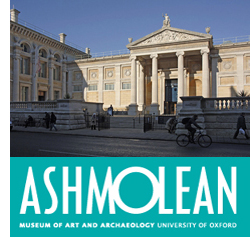 ASHMOLEAN
MUSEUM OF ART AND ARCHAEOLOGY UNIVERSITY OF OXFORD